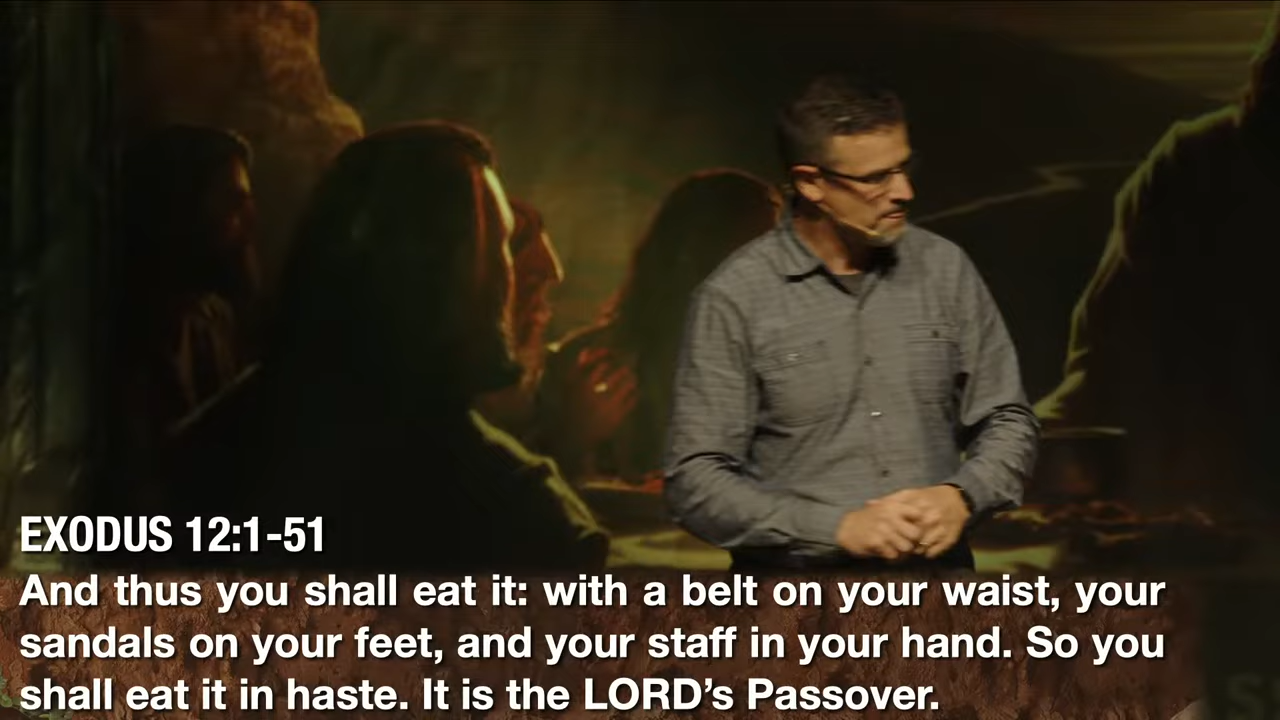 EXODUS 12:1-51
And thus you shall eat it: with a belt on your waist, your
sandals on your feet, and your staff in your hand. So you
shall eat it in haste. It is the LORD’s Passover.